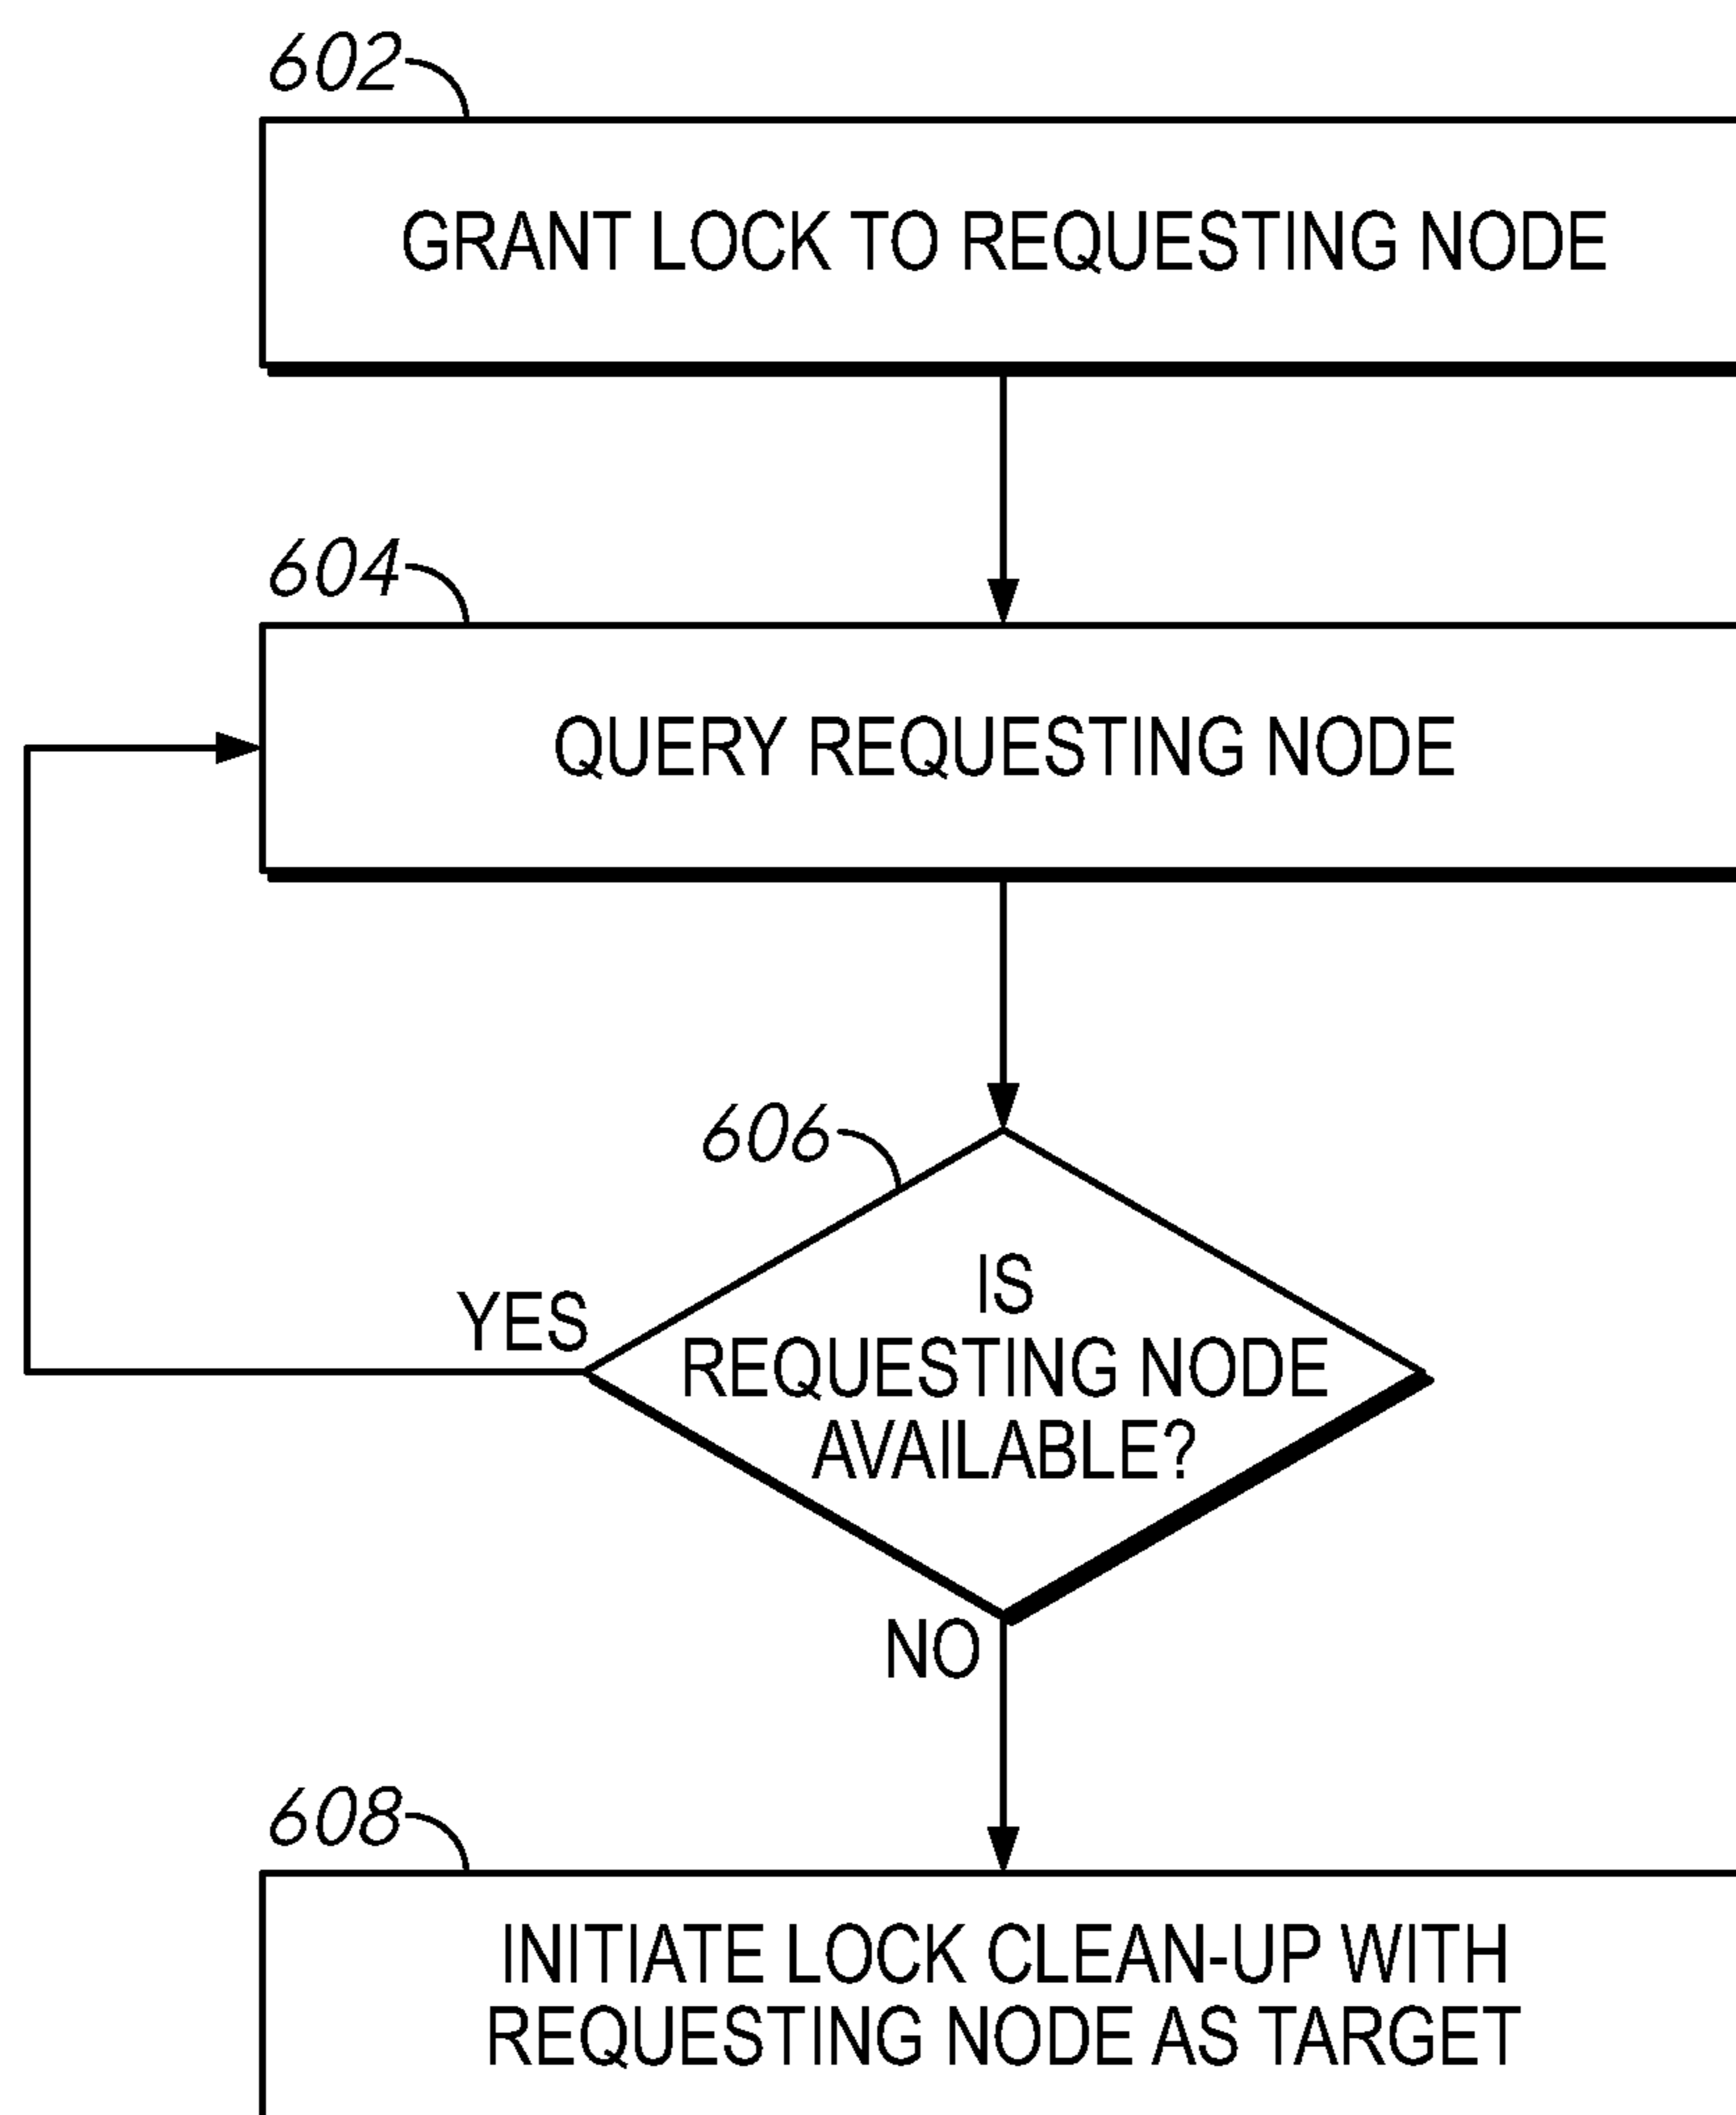 602
GRANT LOCK TO REQUESTING NODE
604
QUERY REQUESTING NODE
606
IS
REQUESTING NODE
AVAILABLE?
YES
NO
608
INITIATE LOCK CLEAN-UP WITH
REQUESTING NODE AS TARGET